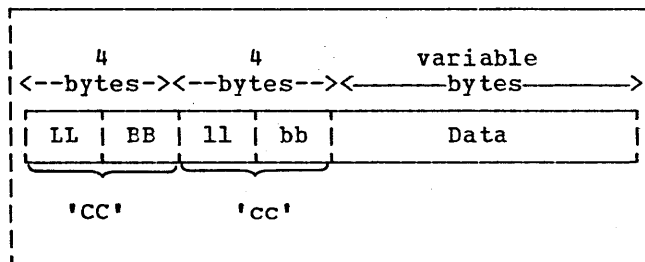 4 4 variable
<--bytes-><--bytes--><-----bytes----->
LL BB ll bb Data
'CC' 'cc'